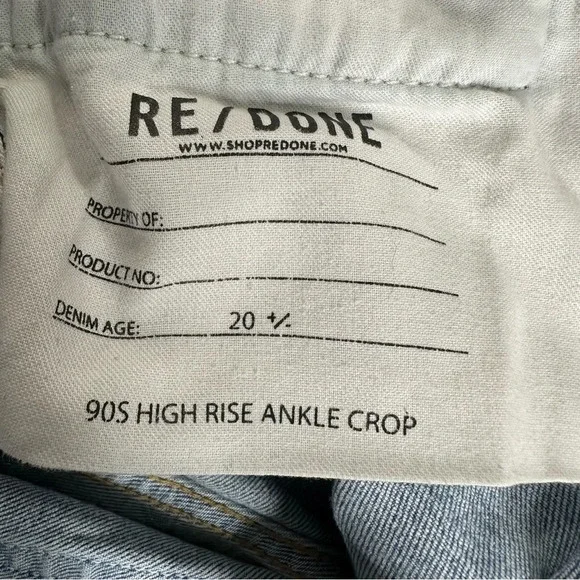 RE/DONE
WWW.SHOPREDONE.COM
PROPERTY OF:
PRODUCT NO:
DENIM AGE: 20 +/-
90S HIGH RISE ANKLE CROP